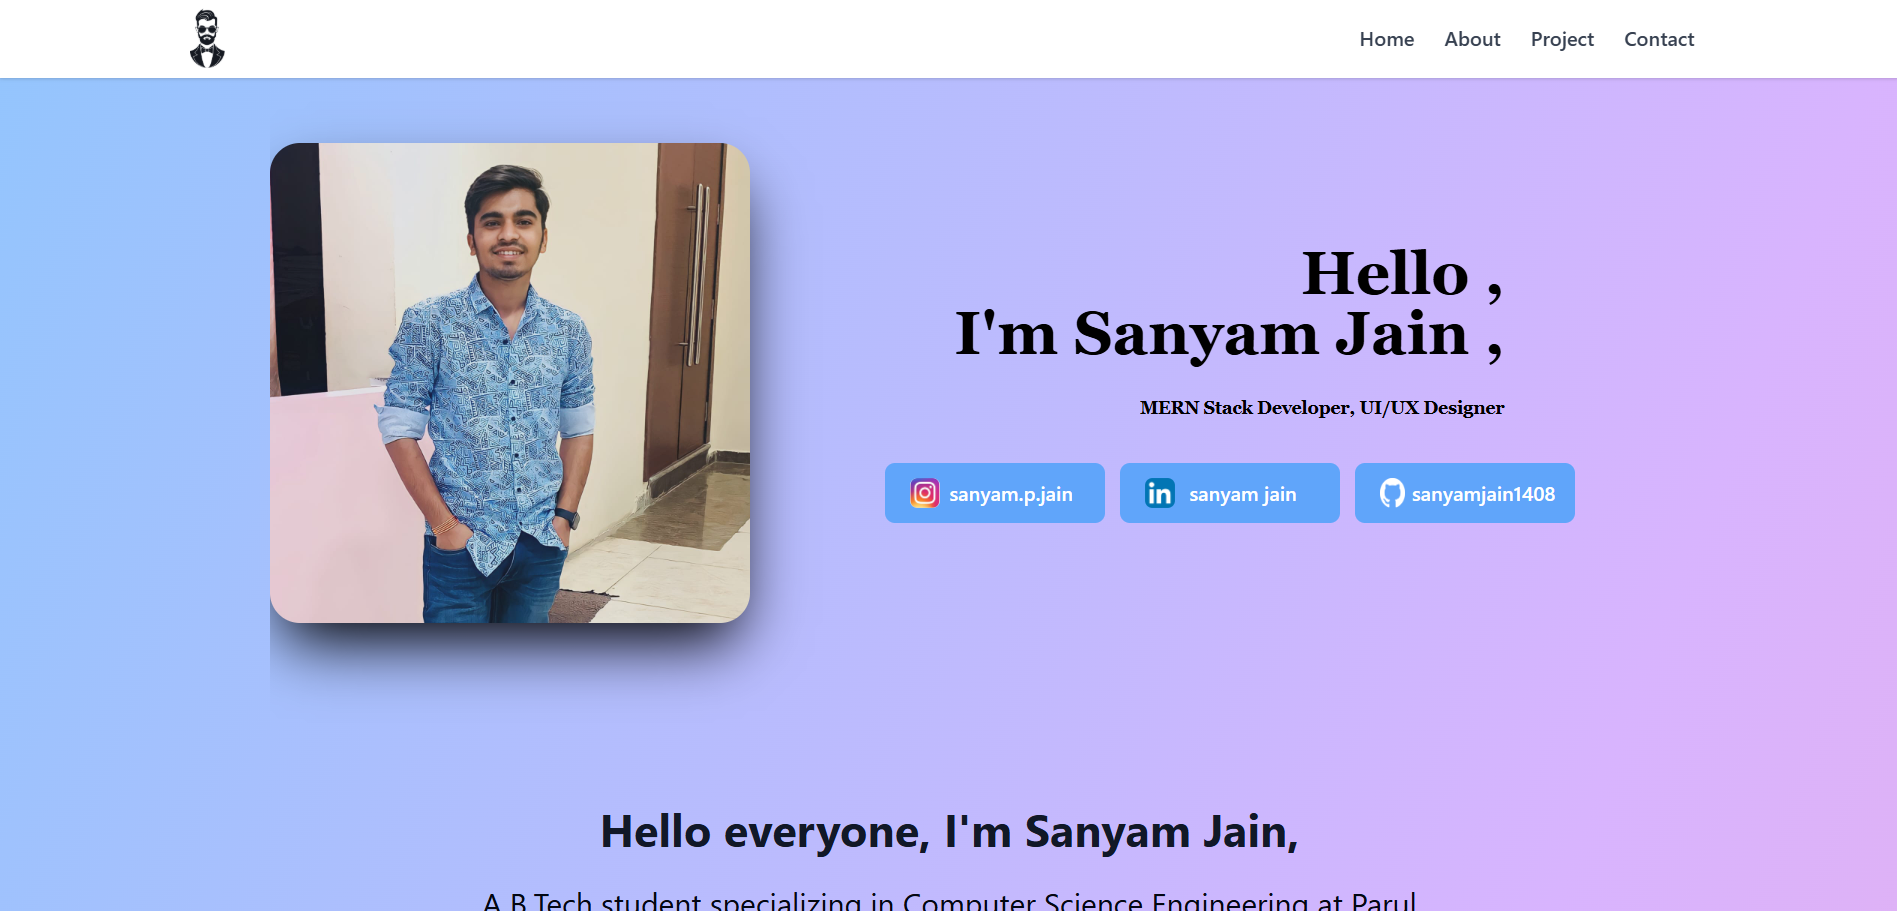 Home About Project Contact
Hello ,
I'm Sanyam Jain ,
MERN Stack Developer, UI/UX Designer
sanyam.p.jain sanyam jain sanyamjain1408
Hello everyone, I'm Sanyam Jain,
A B.Tech student specializing in Computer Science Engineering at Parul